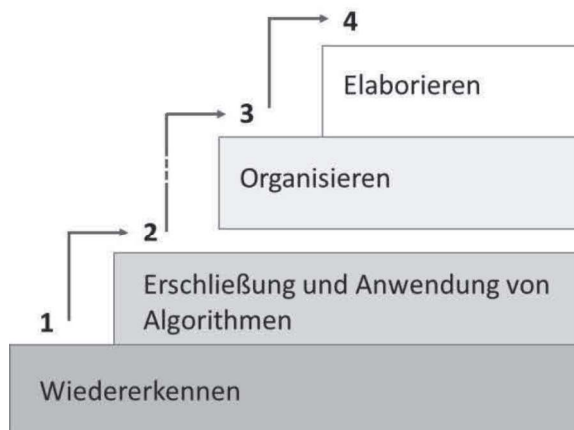 4
Elaborieren
3
Organisieren
2
Erschließung und Anwendung von
Algorithmen
1
Wiedererkennen